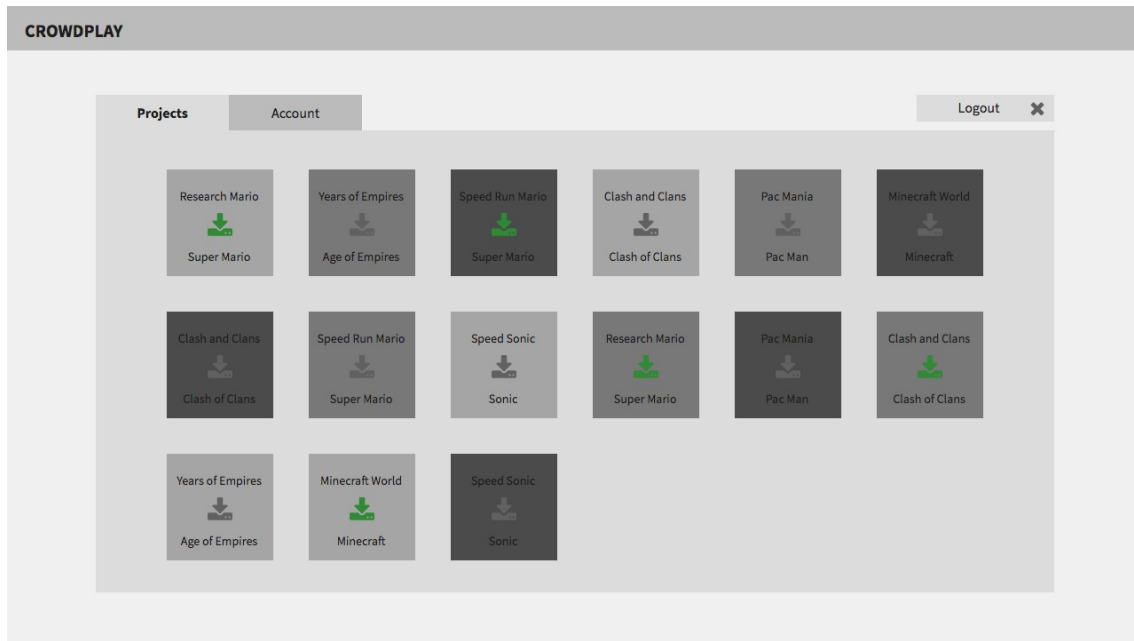 CROWDPLAY
Projects
Account
Logout
Research Mario
Super Mario
Years of Empires
Age of Empires
Speed Run Mario
Super Mario
Clash and Clans
Clash of Clans
Pac Mania
Pac Man
Minecraft World
Minecraft
Clash and Clans
Clash of Clans
Speed Run Mario
Super Mario
Speed Sonic
Sonic
Research Mario
Super Mario
Pac Mania
Pac Man
Clash and Clans
Clash of Clans
Years of Empires
Age of Empires
Minecraft World
Minecraft
Speed Sonic
Sonic